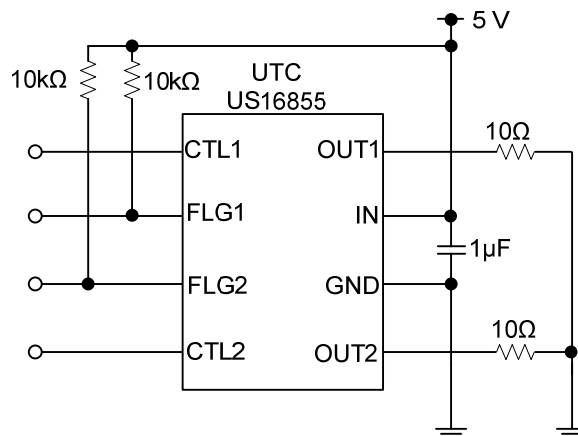 5 V
10kΩ
10kΩ
UTC
US16855
10Ω
CTL1
OUT1
FLG1
IN
1µF
FLG2
GND
10Ω
CTL2
OUT2